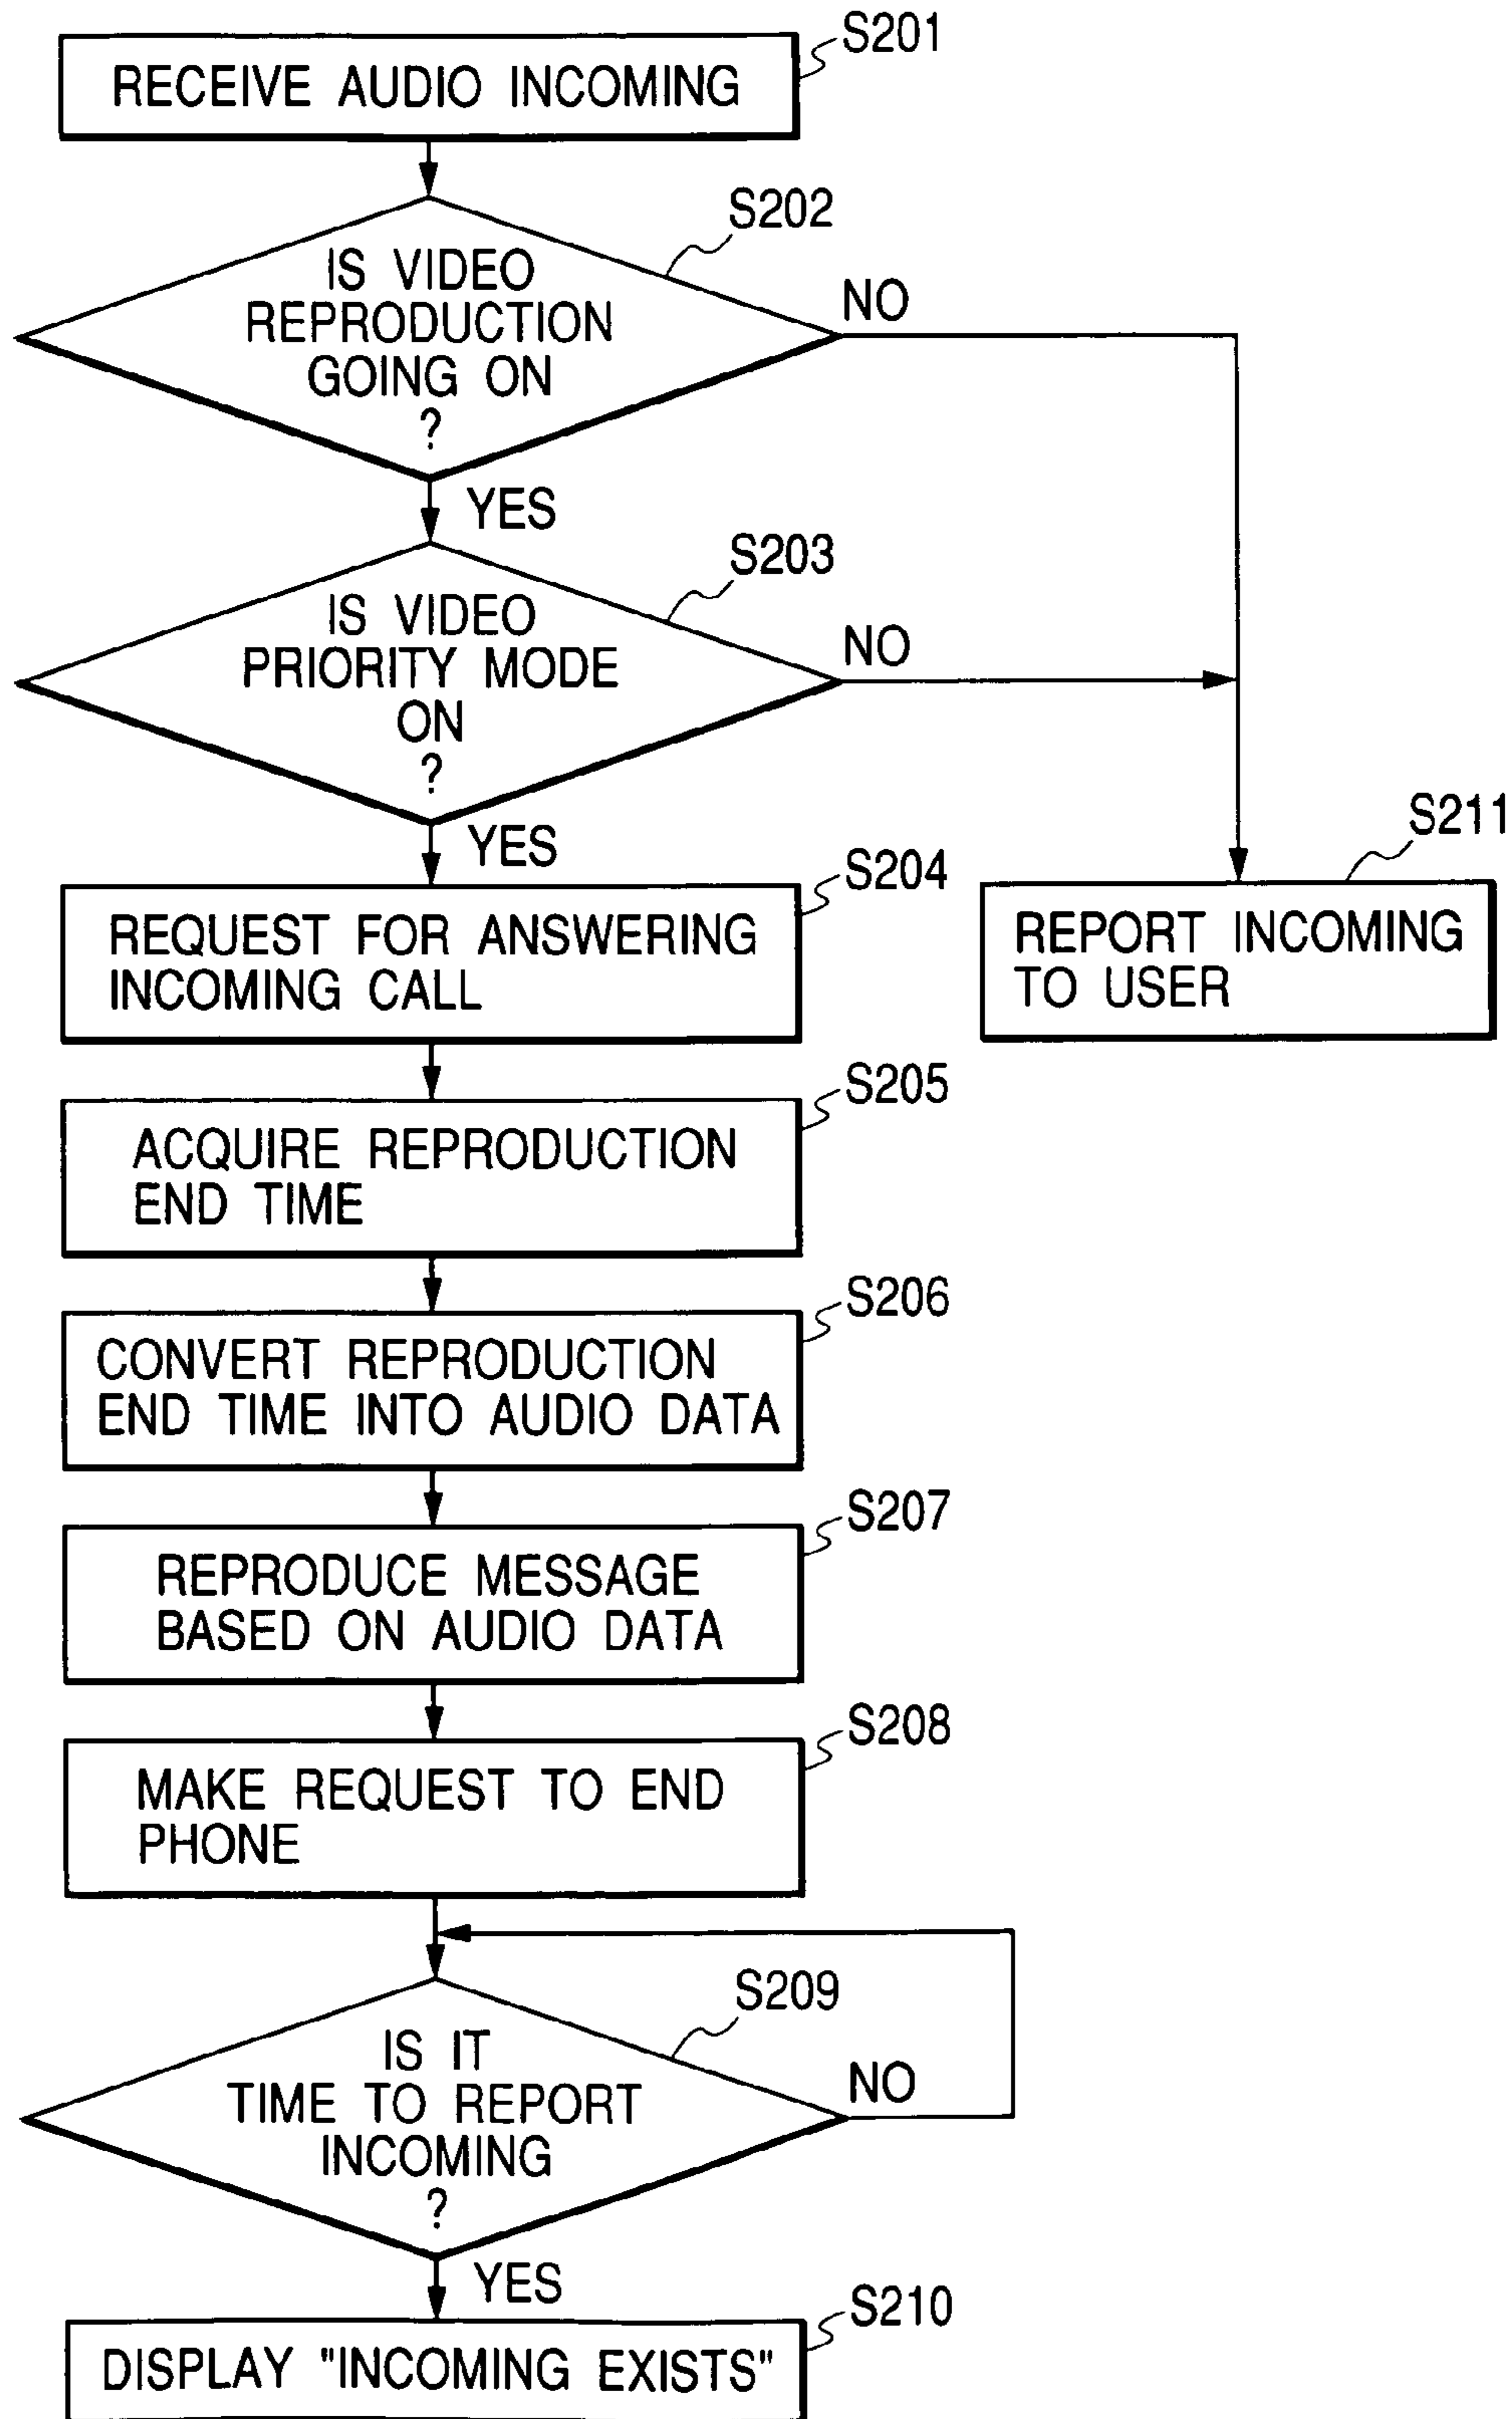 S201
RECEIVE AUDIO INCOMING
S202
IS VIDEO
REPRODUCTION
GOING ON
?
NO
YES
S203
IS VIDEO
PRIORITY MODE
ON
?
NO
YES
S204
REQUEST FOR ANSWERING
INCOMING CALL
S211
REPORT INCOMING
TO USER
S205
ACQUIRE REPRODUCTION
END TIME
S206
CONVERT REPRODUCTION
END TIME INTO AUDIO DATA
S207
REPRODUCE MESSAGE
BASED ON AUDIO DATA
S208
MAKE REQUEST TO END
PHONE
S209
IS IT
TIME TO REPORT
INCOMING
?
NO
YES
S210
DISPLAY "INCOMING EXISTS"